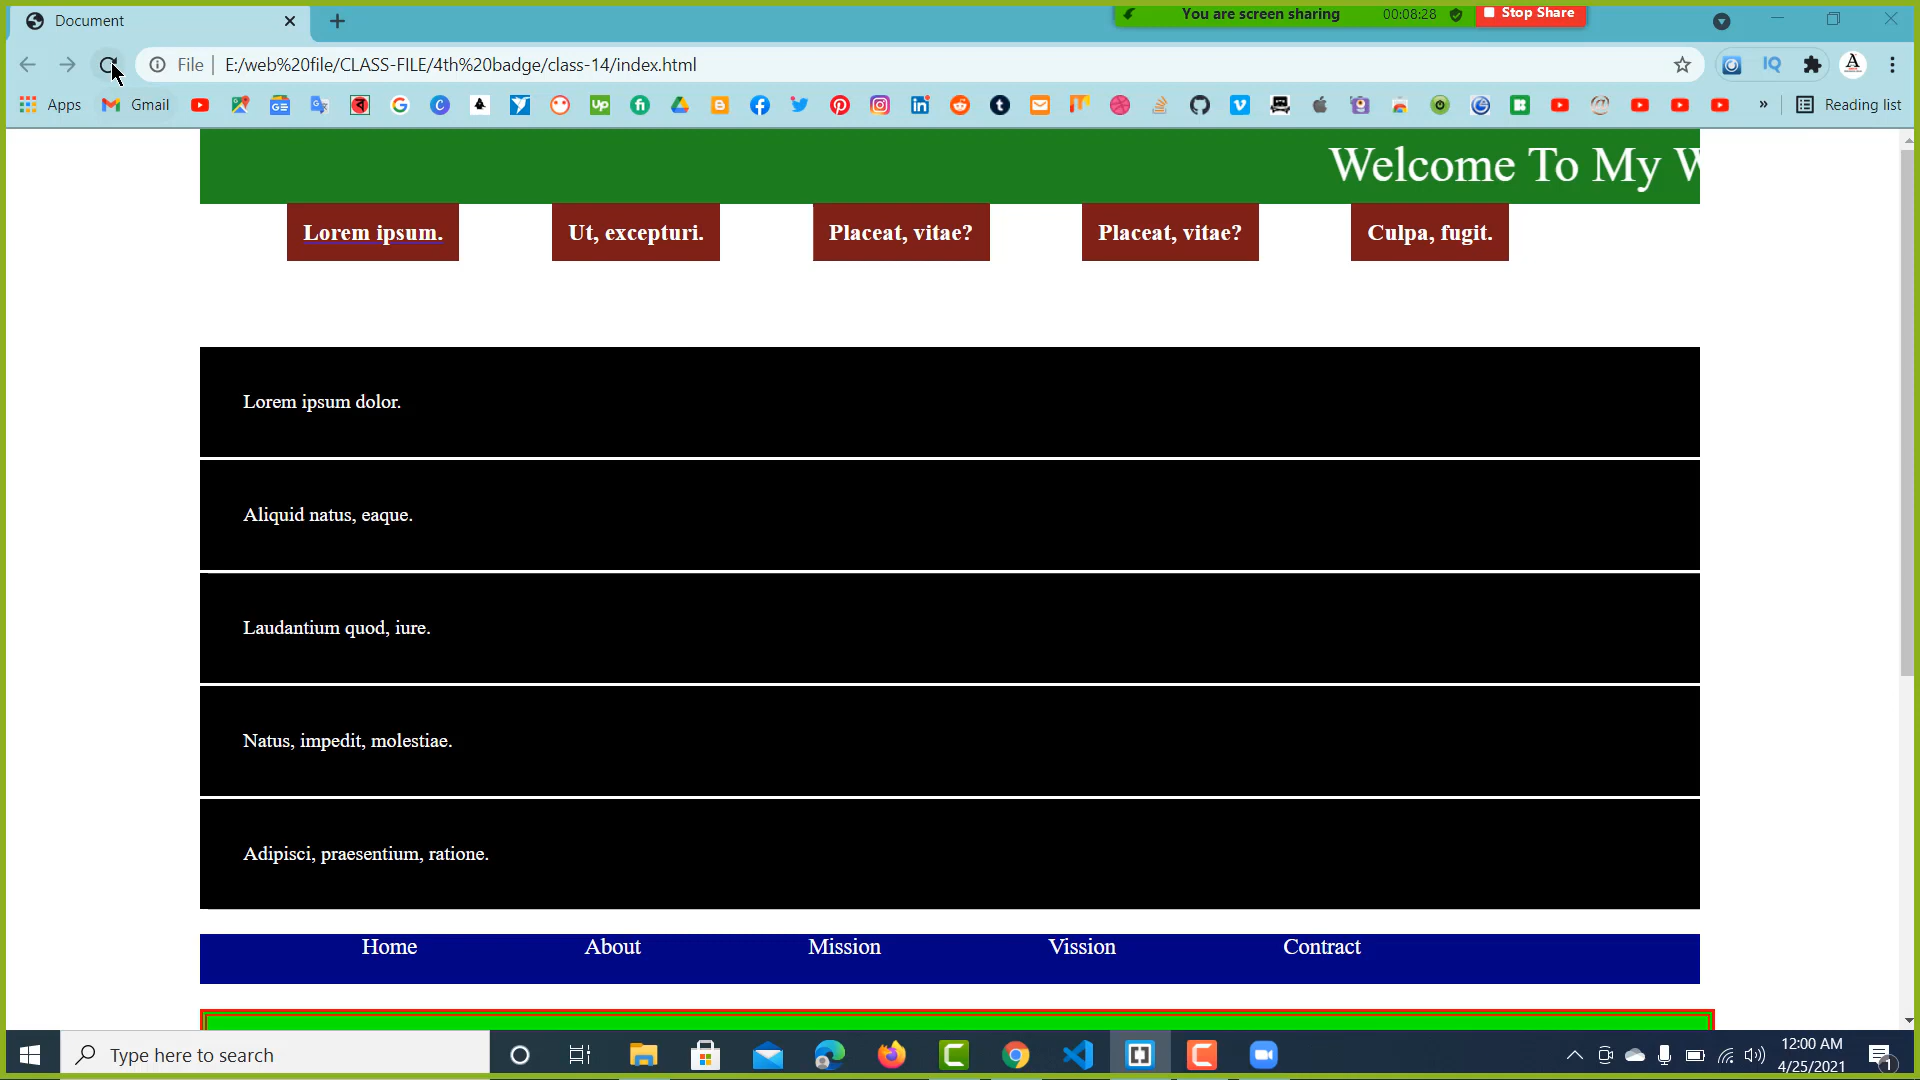 Document
You are screen sharing 00:08:28 Stop Share
File E:/web%20file/CLASS-FILE/4th%20badge/class-14/index.html
IQ
Apps Gmail Reading list
Welcome To My W
Lorem ipsum. Ut, excepturi. Placeat, vitae? Placeat, vitae? Culpa, fugit.
Lorem ipsum dolor.
Aliquid natus, eaque.
Laudantium quod, iure.
Natus, impedit, molestiae.
Adipisci, praesentium, ratione.
Home About Mission Vission Contract
Type here to search
12:00 AM
4/25/2021
1